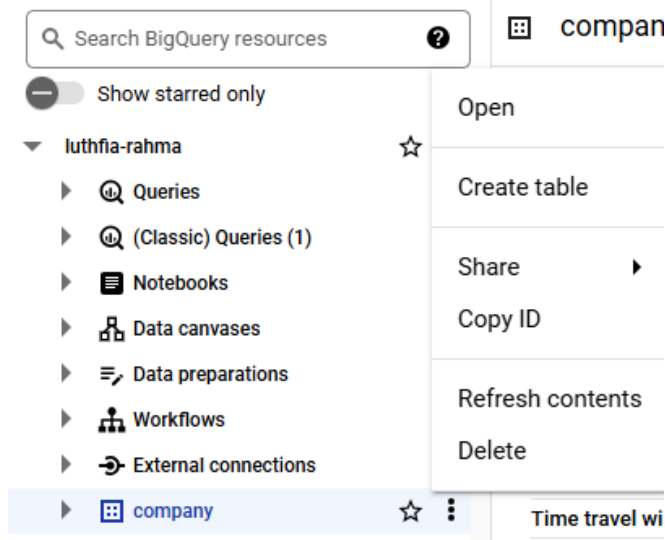 Search BigQuery resources
Show starred only
luthfia-rahma
Queries
(Classic) Queries (1)
Notebooks
Data canvases
Data preparations
Workflows
External connections
company
compan
Open
Create table
Share
Copy ID
Refresh contents
Delete
Time travel wi